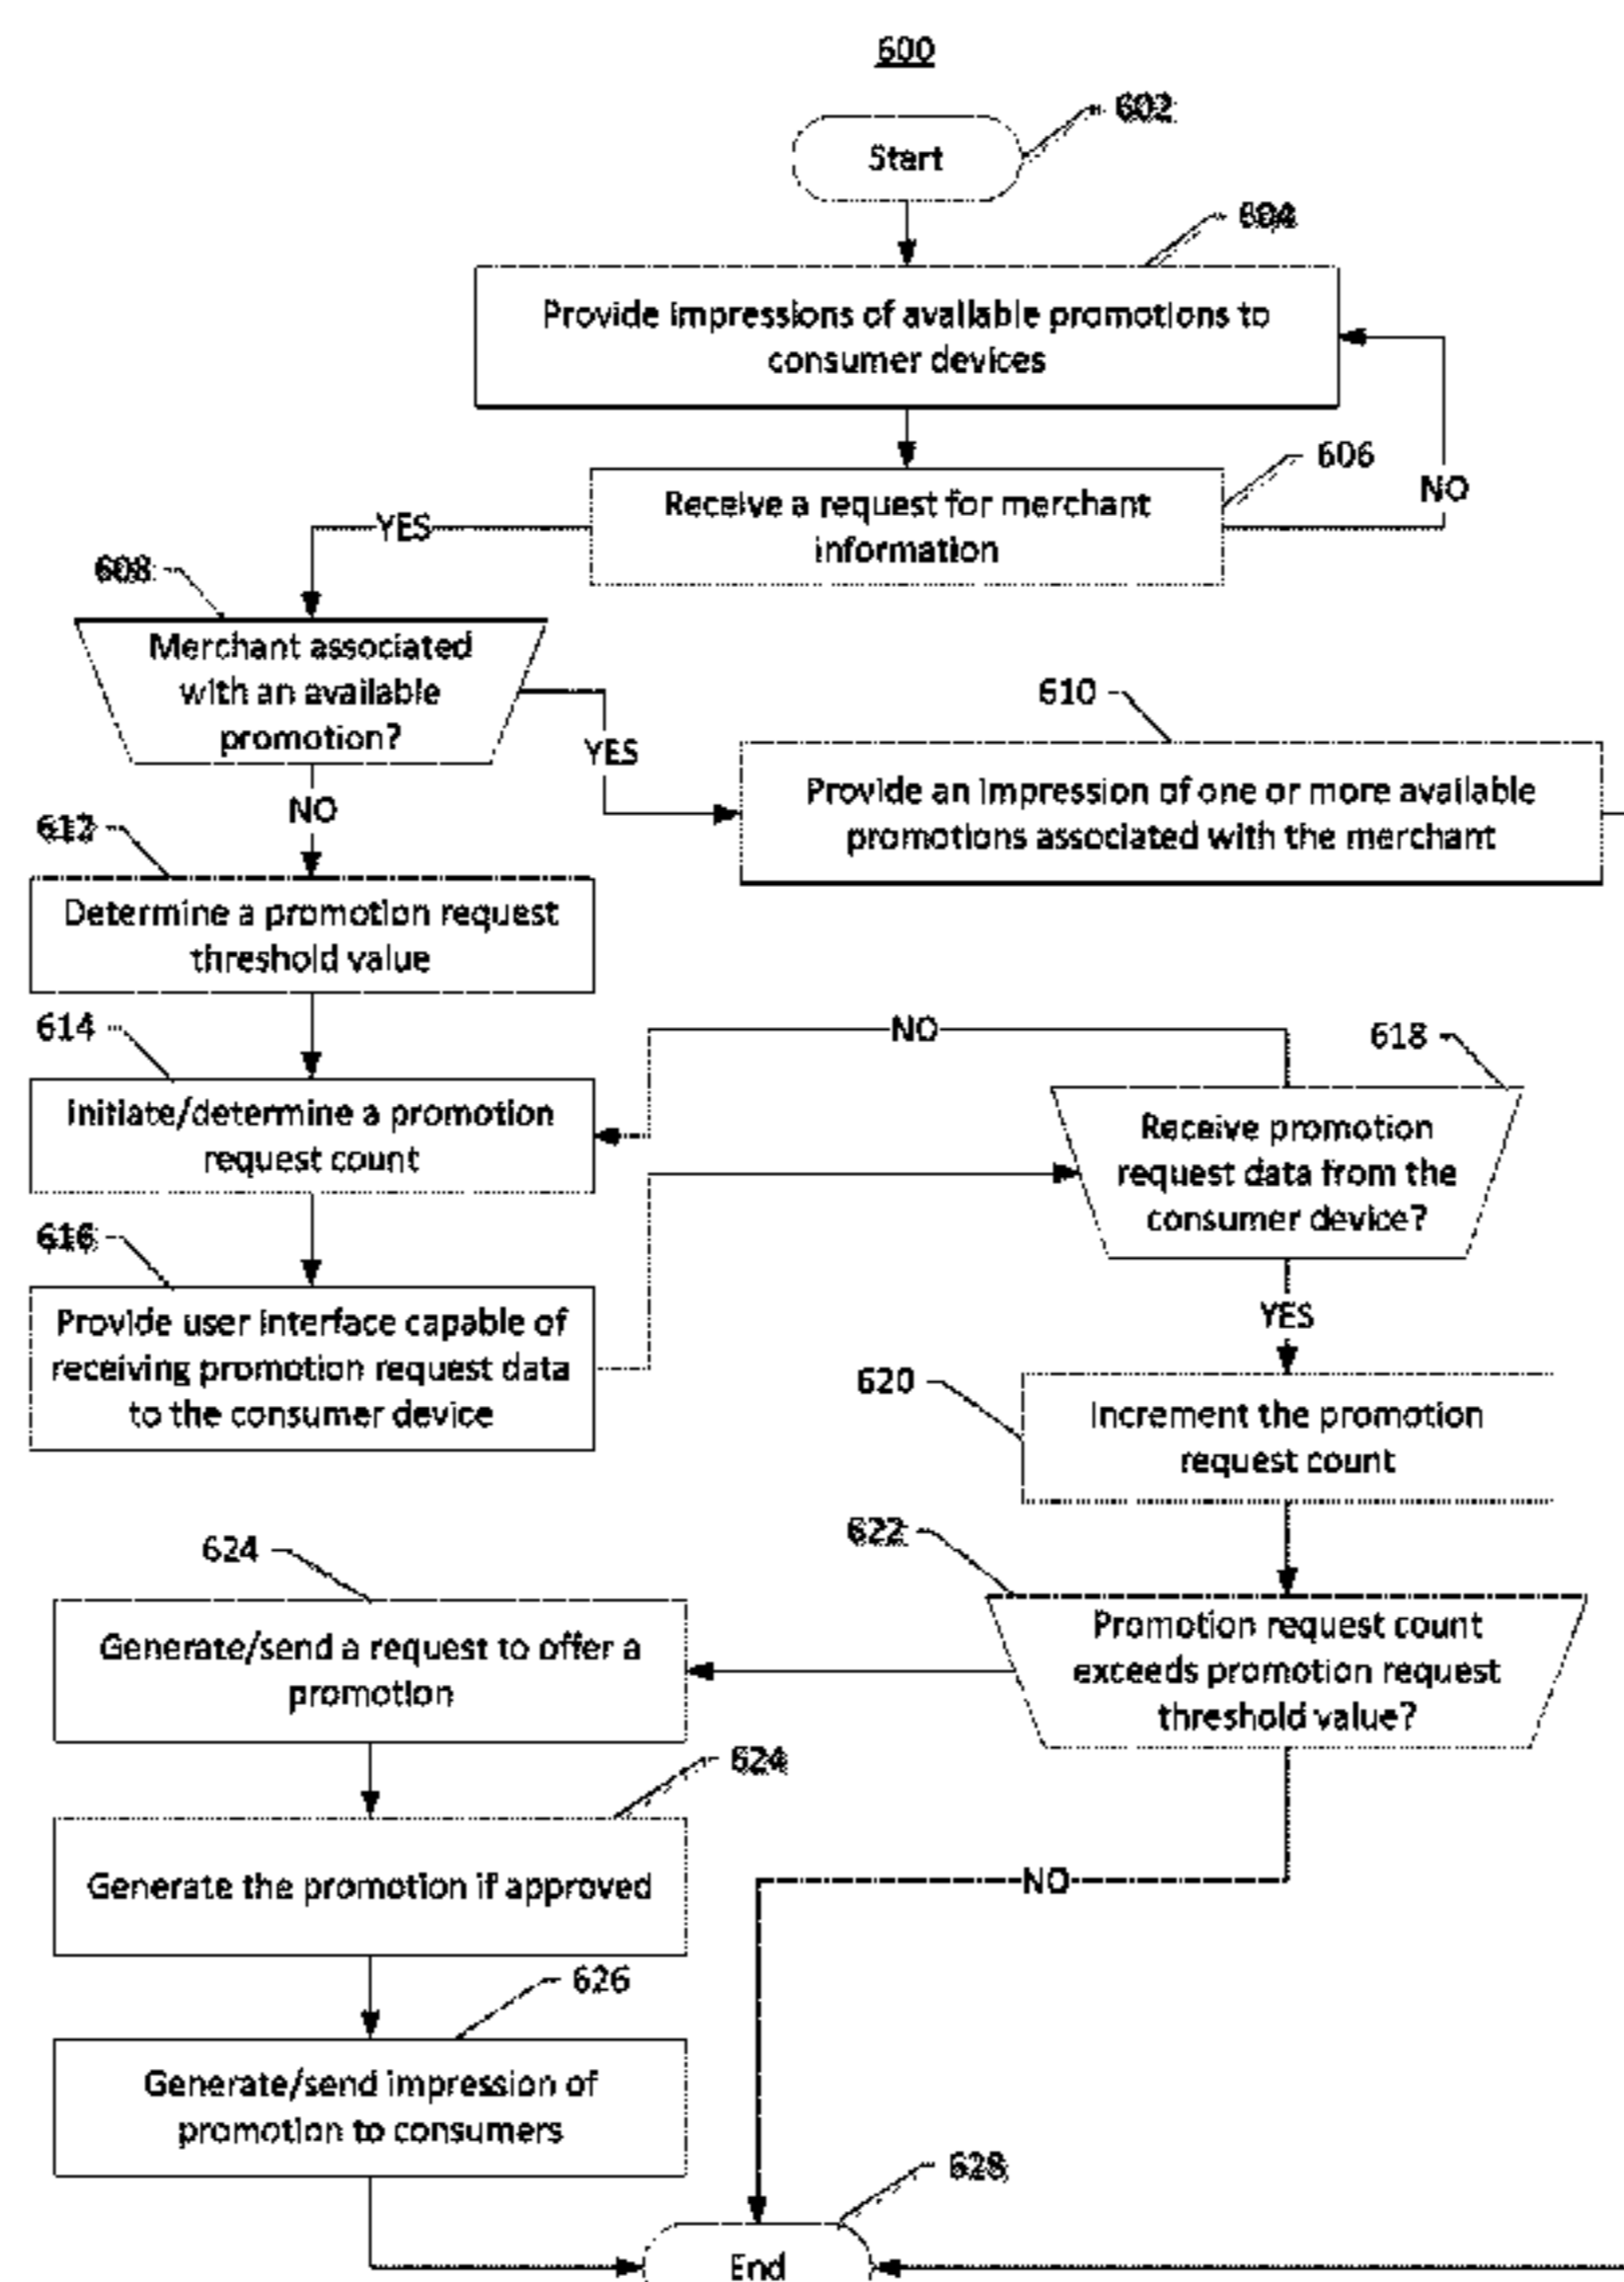 600
602
Start
604
Provide impressions of available promotions to
consumer devices
606
Receive a request for merchant
information
NO
YES
608
Merchant associated
with an available
promotion?
YES
610
Provide an impression of one or more available
promotions associated with the merchant
NO
612
Determine a promotion request
threshold value
614
Initiate/determine a promotion
request count
NO
618
Receive promotion
request data from the
consumer device?
616
Provide user interface capable of
receiving promotion request data
to the consumer device
YES
620
Increment the promotion
request count
622
Promotion request count
exceeds promotion request
threshold value?
624
Generate/send a request to offer a
promotion
624
Generate the promotion if approved
NO
626
Generate/send impression of
promotion to consumers
628
End